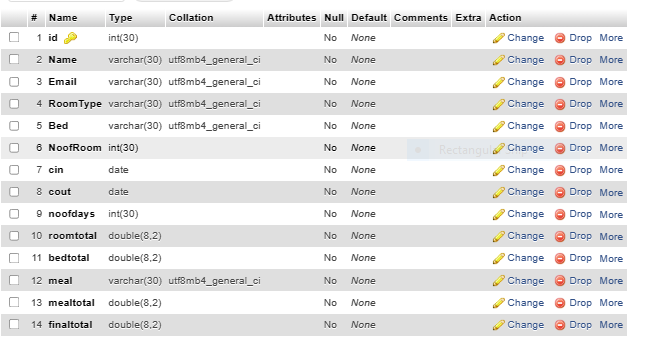 # Name Type Collation Attributes Null Default Comments Extra Action
1 id int(30) No None Change Drop More
2 Name varchar(30) utf8mb4_general_ci No None Change Drop More
3 Email varchar(30) utf8mb4_general_ci No None Change Drop More
4 RoomType varchar(30) utf8mb4_general_ci No None Change Drop More
5 Bed varchar(30) utf8mb4_general_ci No None Change Drop More
6 NoofRoom int(30) No None Rectangul Change Drop More
7 cin date No None Change Drop More
8 cout date No None Change Drop More
9 noofdays int(30) No None Change Drop More
10 roomtotal double(8,2) No None Change Drop More
11 bedtotal double(8,2) No None Change Drop More
12 meal varchar(30) utf8mb4_general_ci No None Change Drop More
13 mealtotal double(8,2) No None Change Drop More
14 finaltotal double(8,2) No None Change Drop More